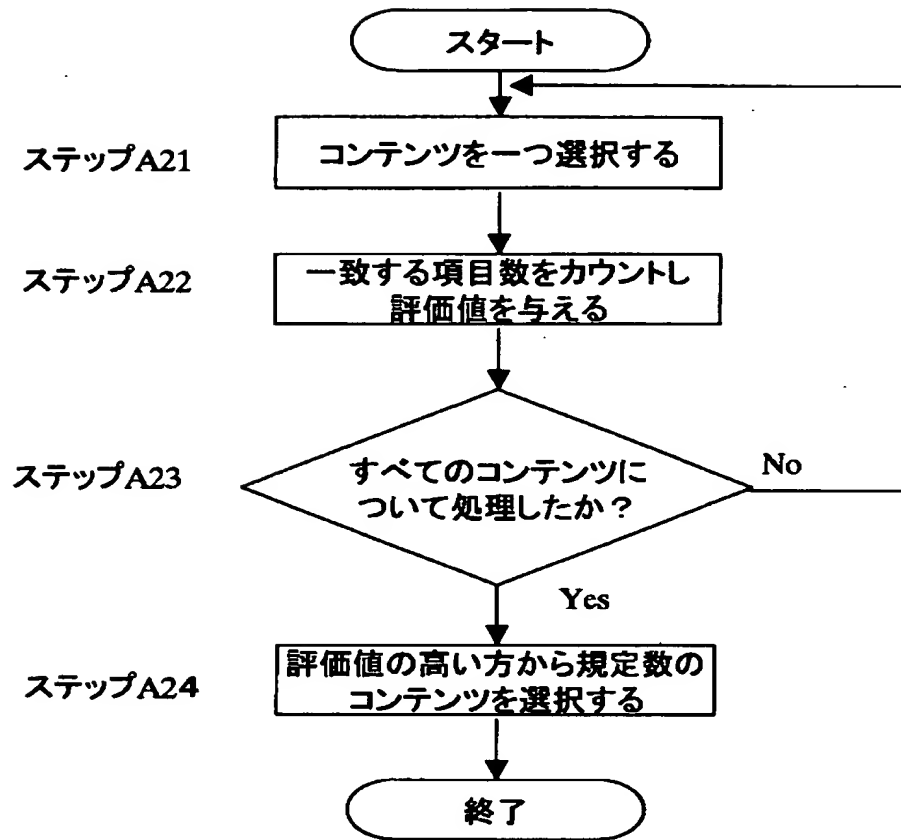 スタート
ステップA21
コンテンツを一つ選択する
ステップA22
一致する項目数をカウントし
評価値を与える
ステップA23
すべてのコンテンツに
ついて処理したか?
No
Yes
ステップA24
評価値の高い方から規定数の
コンテンツを選択する
終了